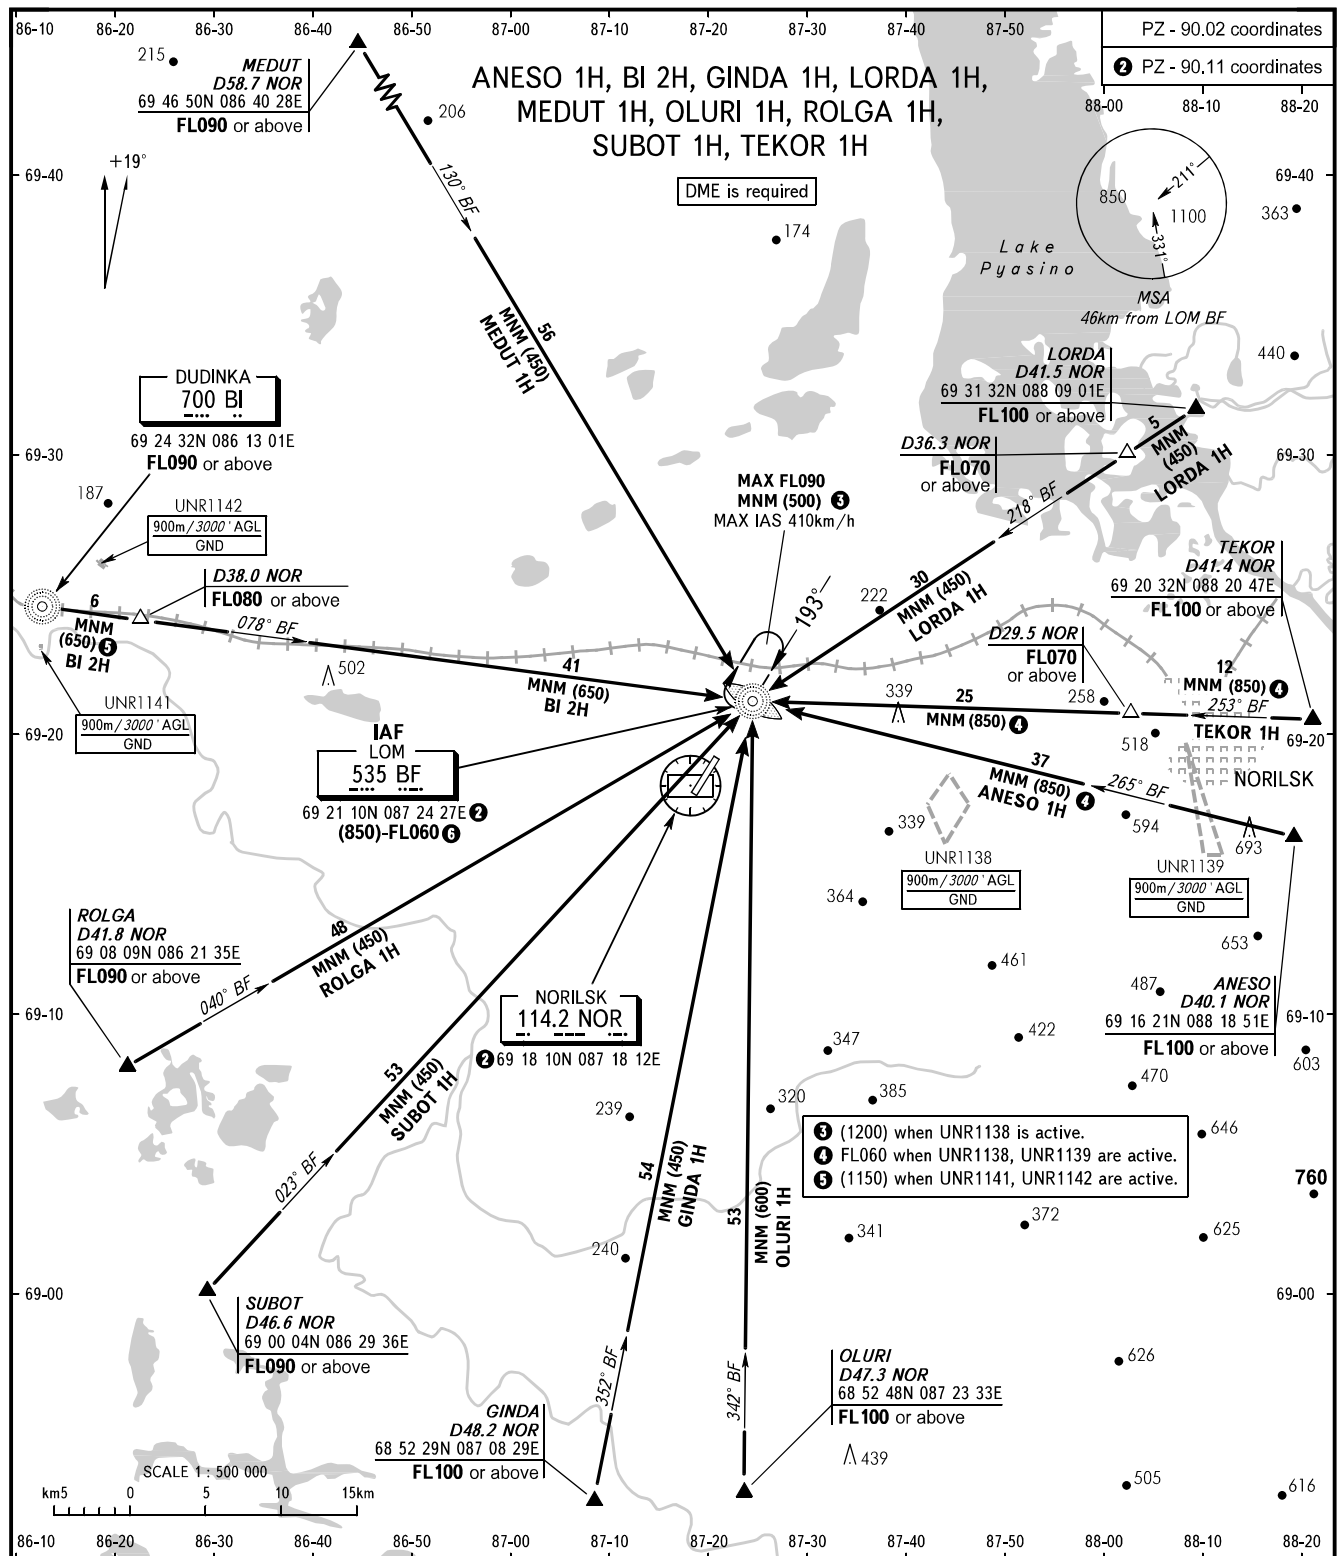 86-10 86-20 86-30 86-40 86-50 87-00 87-10 87-20 87-30 87-40 87-50
PZ - 90.02 coordinates
❷ PZ - 90.11 coordinates
88-00 88-10 88-20
215
MEDUT
D58.7 NOR
69 46 50N 086 40 28E
FL090 or above
ANESO 1H, BI 2H, GINDA 1H, LORDA 1H,
MEDUT 1H, OLURI 1H, ROLGA 1H,
SUBOT 1H, TEKOR 1H
206
+19°
69-40
130° BF
DME is required
174
850
211°
1100
331°
MSA
46km from LOM BF
69-40
363
Lake
Pyasino
56
MNM (450)
MEDUT 1H
440
LORDA
D41.5 NOR
69 31 32N 088 09 01E
FL100 or above
DUDINKA
700 BI
69 24 32N 086 13 01E
FL090 or above
D36.3 NOR
FL070
or above
5
MNM
(450)
LORDA 1H
69-30
69-30
187
UNR1142
900m/3000 ' AGL
GND
MAX FL090
MNM (500) ❸
MAX IAS 410km/h
218° BF
TEKOR
D41.4 NOR
69 20 32N 088 20 47E
FL100 or above
D38.0 NOR
FL080 or above
6
MNM
(650) ❺
BI 2H
078° BF
193°
222
30
MNM (450)
LORDA 1H
D29.5 NOR
FL070
or above
502
41
MNM (650)
BI 2H
UNR1141
900m/3000 ' AGL
GND
339
25
MNM (850) ❹
258
12
MNM (850) ❹
253° BF
TEKOR 1H
69-20
69-20
518
IAF
LOM
535 BF
69 21 10N 087 24 27E ❷
(850)-FL060 ❻
37
MNM (850) ❹
ANESO 1H
265° BF
NORILSK
594
693
339
UNR1138
900m/3000 ' AGL
GND
UNR1139
900m/3000 ' AGL
GND
364
ROLGA
D41.8 NOR
69 08 09N 086 21 35E
FL090 or above
48
MNM (450)
ROLGA 1H
040° BF
653
461
487
ANESO
D40.1 NOR
69 16 21N 088 18 51E
FL100 or above
NORILSK
114.2 NOR
❷ 69 18 10N 087 18 12E
69-10
69-10
347
422
603
470
53
MNM (450)
SUBOT 1H
023° BF
239
320
385
❸ (1200) when UNR1138 is active.
❹ FL060 when UNR1138, UNR1139 are active.
❺ (1150) when UNR1141, UNR1142 are active.
646
760
54
MNM (450)
GINDA 1H
53
MNM (600)
OLURI 1H
240
341
372
625
69-00
69-00
SUBOT
D46.6 NOR
69 00 04N 086 29 36E
FL090 or above
352° BF
342° BF
OLURI
D47.3 NOR
68 52 48N 087 23 33E
FL100 or above
626
GINDA
D48.2 NOR
68 52 29N 087 08 29E
FL100 or above
439
505
616
SCALE 1 : 500 000
km5 0 5 10 15km
86-10 86-20 86-30 86-40 86-50 87-00 87-10 87-20 87-30 87-40 87-50 88-00 88-10 88-20